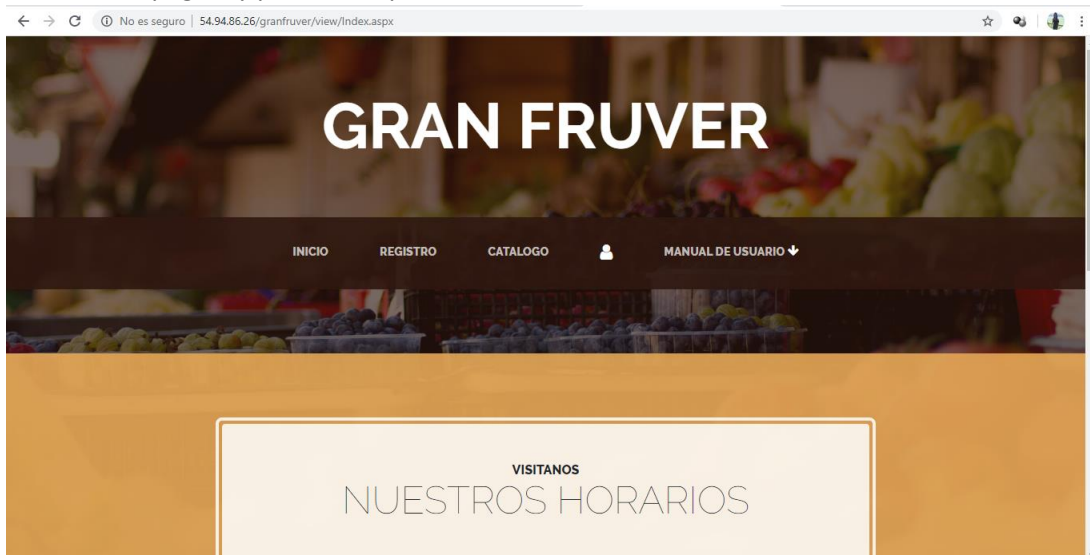 No es seguro | 54.94.86.26/granfruver/view/Index.aspx
GRAN FRUVER
INICIO REGISTRO CATALOGO MANUAL DE USUARIO
VISITANOS
NUESTROS HORARIOS